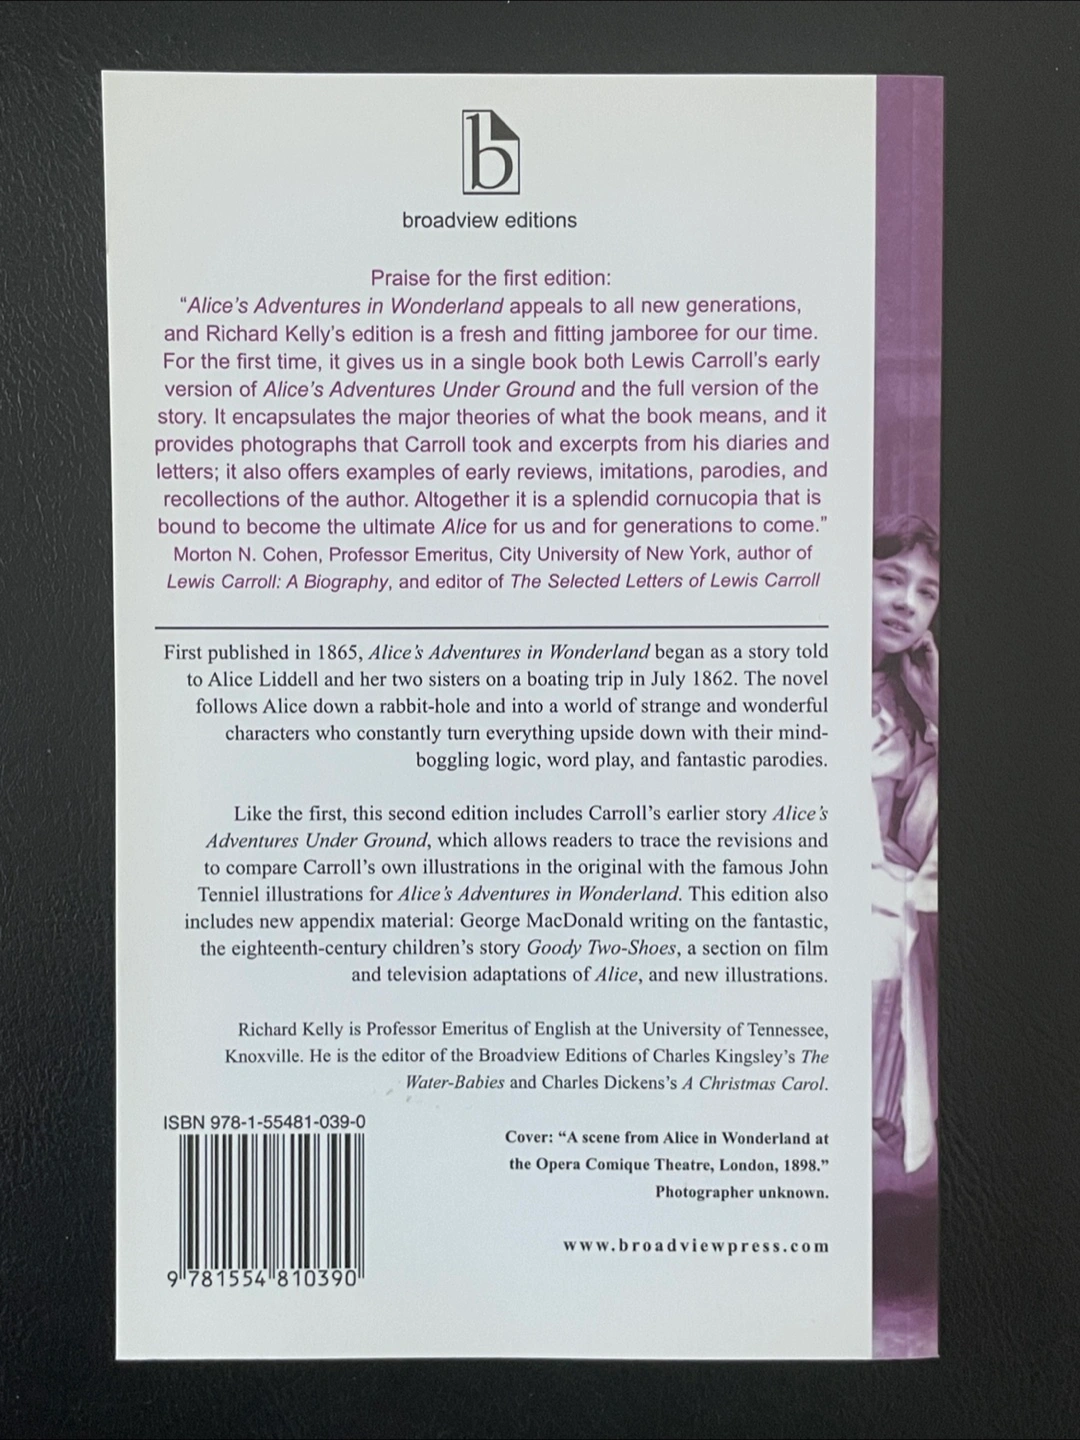 b
broadview editions
Praise for the first edition:
“Alice’s Adventures in Wonderland appeals to all new generations,
and Richard Kelly’s edition is a fresh and fitting jamboree for our time.
For the first time, it gives us in a single book both Lewis Carroll’s early
version of Alice’s Adventures Under Ground and the full version of the
story. It encapsulates the major theories of what the book means, and it
provides photographs that Carroll took and excerpts from his diaries and
letters; it also offers examples of early reviews, imitations, parodies, and
recollections of the author. Altogether it is a splendid cornucopia that is
bound to become the ultimate Alice for us and for generations to come.”
Morton N. Cohen, Professor Emeritus, City University of New York, author of
Lewis Carroll: A Biography, and editor of The Selected Letters of Lewis Carroll
First published in 1865, Alice’s Adventures in Wonderland began as a story told
to Alice Liddell and her two sisters on a boating trip in July 1862. The novel
follows Alice down a rabbit-hole and into a world of strange and wonderful
characters who constantly turn everything upside down with their mind-
boggling logic, word play, and fantastic parodies.
Like the first, this second edition includes Carroll’s earlier story Alice’s
Adventures Under Ground, which allows readers to trace the revisions and
to compare Carroll’s own illustrations in the original with the famous John
Tenniel illustrations for Alice’s Adventures in Wonderland. This edition also
includes new appendix material: George MacDonald writing on the fantastic,
the eighteenth-century children’s story Goody Two-Shoes, a section on film
and television adaptations of Alice, and new illustrations.
Richard Kelly is Professor Emeritus of English at the University of Tennessee,
Knoxville. He is the editor of the Broadview Editions of Charles Kingsley’s The
Water-Babies and Charles Dickens’s A Christmas Carol.
ISBN 978-1-55481-039-0
9 781554 810390
Cover: “A scene from Alice in Wonderland at
the Opera Comique Theatre, London, 1898.”
Photographer unknown.
www.broadviewpress.com